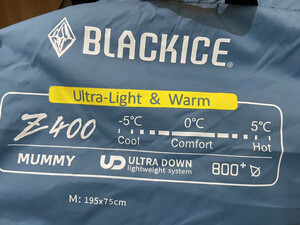 BLACKICE®
Ultra-Light & Warm
Z400
-5℃ 0℃ 5℃
Cool Comfort Hot
MUMMY UD ULTRA DOWN
lightweight system 800+
M: 195x75cm